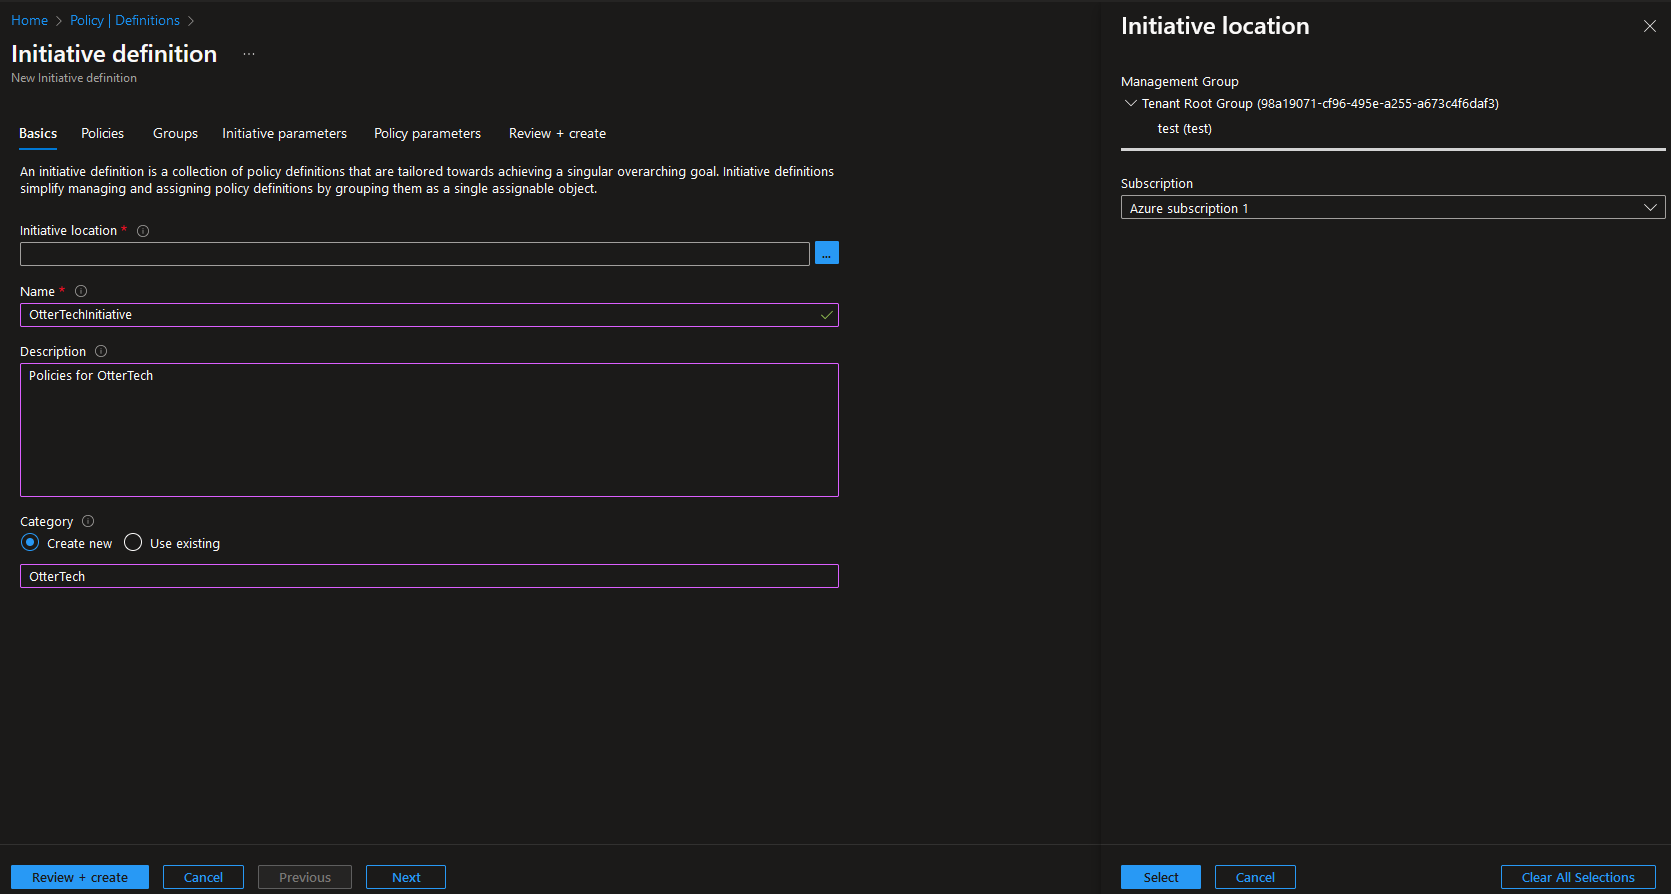 Home > Policy | Definitions >
Initiative definition ...
New Initiative definition
Basics Policies Groups Initiative parameters Policy parameters Review + create
An initiative definition is a collection of policy definitions that are tailored towards achieving a singular overarching goal. Initiative definitions
simplify managing and assigning policy definitions by grouping them as a single assignable object.
Initiative location *
...
Name *
OtterTechInitiative
Description
Policies for OtterTech
Category
Create new Use existing
OtterTech
Review + create Cancel Previous Next
Initiative location
Management Group
Tenant Root Group (98a19071-cf96-495e-a255-a673c4f6daf3)
test (test)
Subscription
Azure subscription 1
Select Cancel Clear All Selections